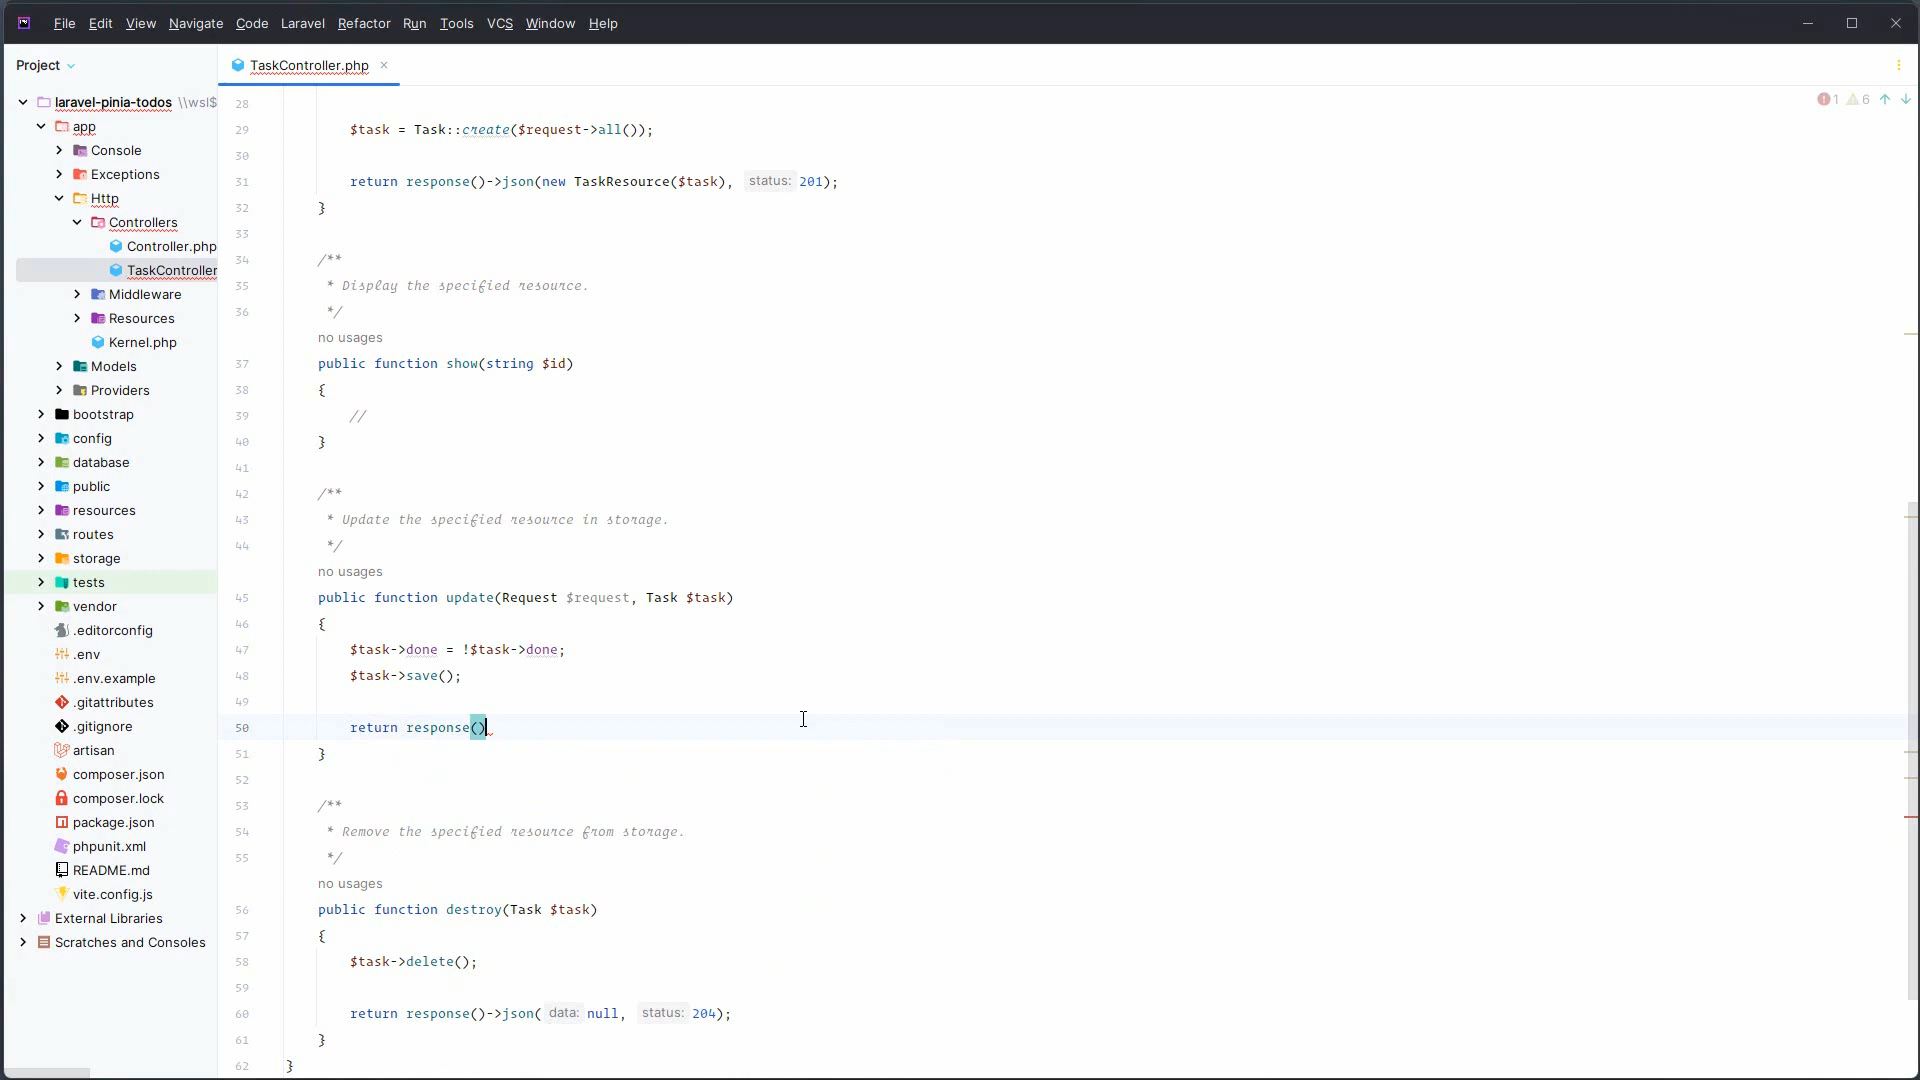 File Edit View Navigate Code Laravel Refactor Run Tools VCS Window Help
Project
TaskController.php
laravel-pinia-todos \\wsl$
app
Console
Exceptions
Http
Controllers
Controller.php
TaskController
Middleware
Resources
Kernel.php
Models
Providers
bootstrap
config
database
public
resources
routes
storage
tests
vendor
.editorconfig
.env
.env.example
.gitattributes
.gitignore
artisan
composer.json
composer.lock
package.json
phpunit.xml
README.md
vite.config.js
External Libraries
Scratches and Consoles
1 6
28
29 $task = Task::create($request->all());
30
31 return response()->json(new TaskResource($task), status: 201);
32 }
33
34 /**
35 * Display the specified resource.
36 */
no usages
37 public function show(string $id)
38 {
39 //
40 }
41
42 /**
43 * Update the specified resource in storage.
44 */
no usages
45 public function update(Request $request, Task $task)
46 {
47 $task->done = !$task->done;
48 $task->save();
49
50 return response()
51 }
52
53 /**
54 * Remove the specified resource from storage.
55 */
no usages
56 public function destroy(Task $task)
57 {
58 $task->delete();
59
60 return response()->json( data: null, status: 204);
61 }
62 }